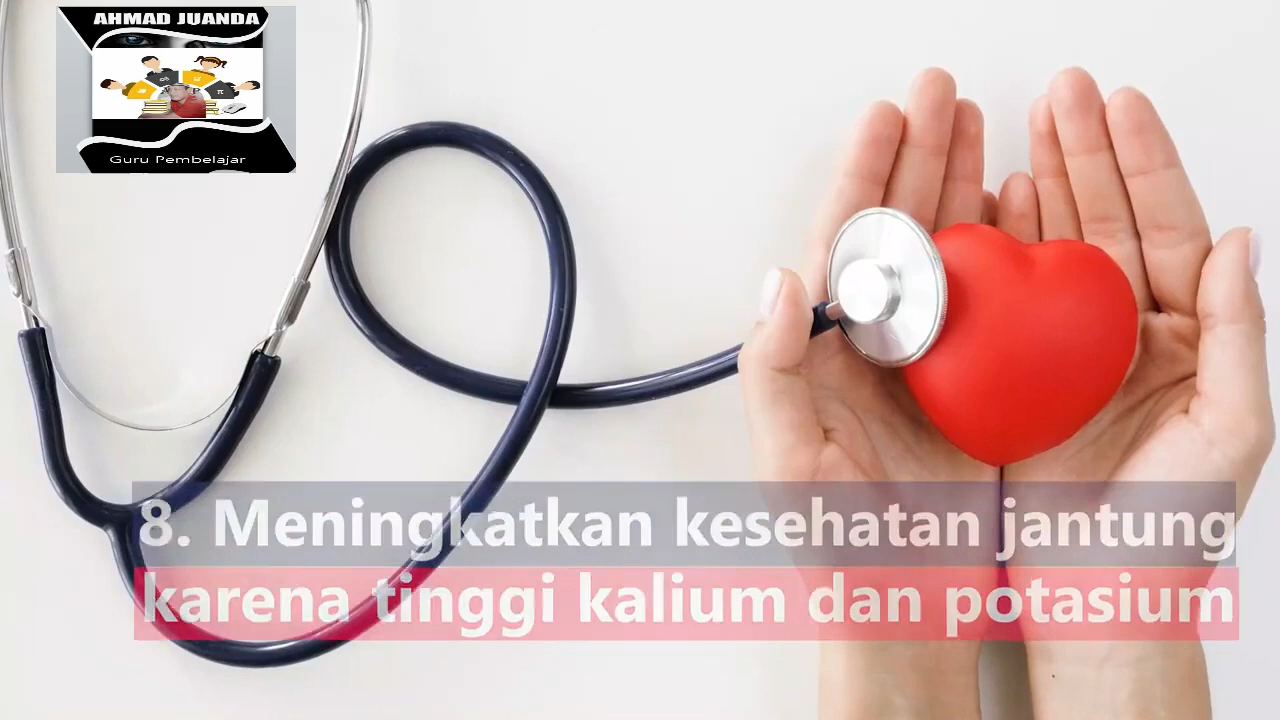 AHMAD JUANDA
Guru Pembelajar
8. Meningkatkan kesehatan jantung
karena tinggi kalium dan potasium